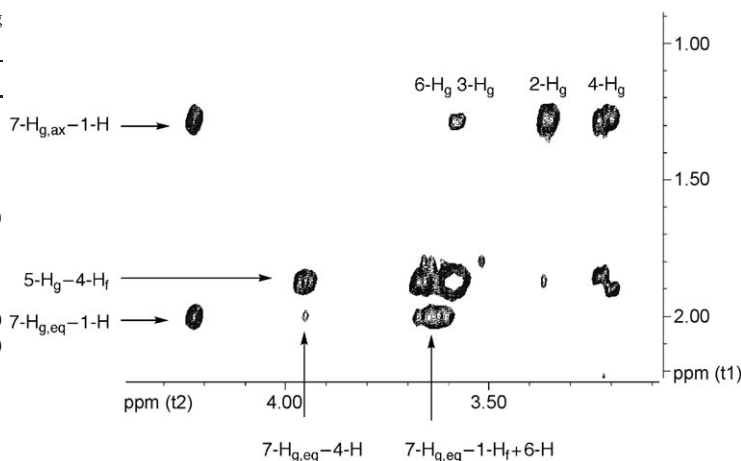 g
1.00
6-Hg 3-Hg 2-Hg 4-Hg
7-Hg,ax–1-H
1.50
)
5-Hg–4-Hf
7-Hg,eq–1-H
2.00
)
)
ppm (t1)
ppm (t2) 4.00 3.50
7-Hg,eq–4-H 7-Hg,eq–1-Hf+6-H